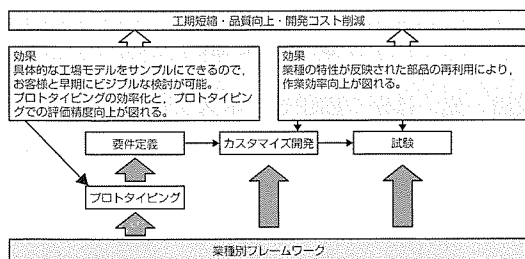 工期短縮・品質向上・開発コスト削減
効果
具体的な工場モデルをサンプルにできるので,
お客様と早期にビジブルな検討が可能。
プロトタイピングの効率化と, プロトタイピン
グでの評価精度向上が図れる。
効果
業種の特性が反映された部品の再利用により,
作業効率向上が図れる。
要件定義
カスタマイズ開発
試験
プロトタイピング
業種別フレームワーク